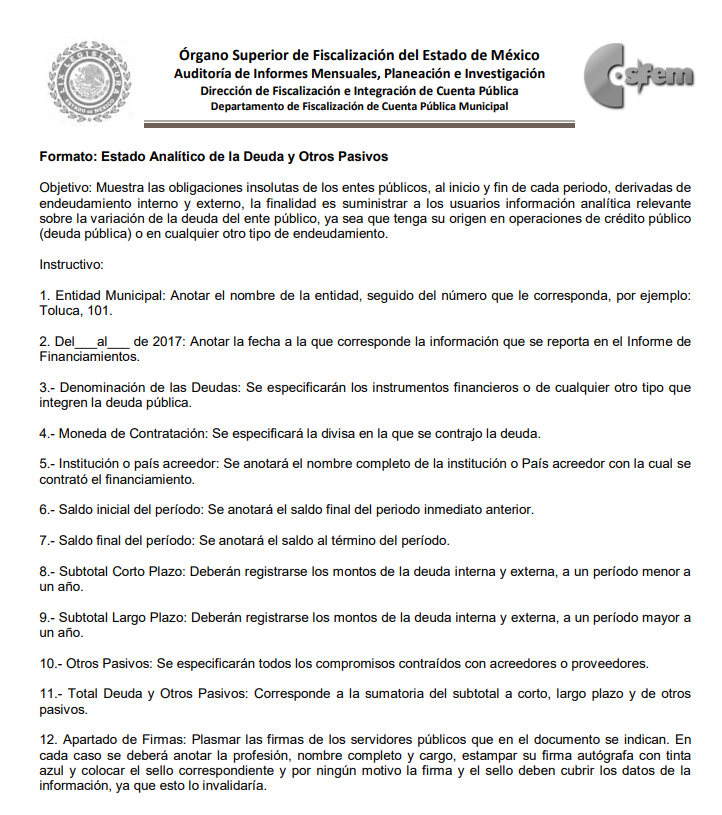 Órgano Superior de Fiscalización del Estado de México
Auditoría de Informes Mensuales, Planeación e Investigación
Dirección de Fiscalización e Integración de Cuenta Pública
Departamento de Fiscalización de Cuenta Pública Municipal
LIX LEGISLATURA
ESTADO DE MÉXICO
osfem
Formato: Estado Analítico de la Deuda y Otros Pasivos
Objetivo: Muestra las obligaciones insolutas de los entes públicos, al inicio y fin de cada periodo, derivadas de
endeudamiento interno y externo, la finalidad es suministrar a los usuarios información analítica relevante
sobre la variación de la deuda del ente público, ya sea que tenga su origen en operaciones de crédito público
(deuda pública) o en cualquier otro tipo de endeudamiento.
Instructivo:
1. Entidad Municipal: Anotar el nombre de la entidad, seguido del número que le corresponda, por ejemplo:
Toluca, 101.
2. Del___al___ de 2017: Anotar la fecha a la que corresponde la información que se reporta en el Informe de
Financiamientos.
3.- Denominación de las Deudas: Se especificarán los instrumentos financieros o de cualquier otro tipo que
integren la deuda pública.
4.- Moneda de Contratación: Se especificará la divisa en la que se contrajo la deuda.
5.- Institución o país acreedor: Se anotará el nombre completo de la institución o País acreedor con la cual se
contrató el financiamiento.
6.- Saldo inicial del período: Se anotará el saldo final del periodo inmediato anterior.
7.- Saldo final del período: Se anotará el saldo al término del período.
8.- Subtotal Corto Plazo: Deberán registrarse los montos de la deuda interna y externa, a un período menor a
un año.
9.- Subtotal Largo Plazo: Deberán registrarse los montos de la deuda interna y externa, a un período mayor a
un año.
10.- Otros Pasivos: Se especificarán todos los compromisos contraídos con acreedores o proveedores.
11.- Total Deuda y Otros Pasivos: Corresponde a la sumatoria del subtotal a corto, largo plazo y de otros
pasivos.
12. Apartado de Firmas: Plasmar las firmas de los servidores públicos que en el documento se indican. En
cada caso se deberá anotar la profesión, nombre completo y cargo, estampar su firma autógrafa con tinta
azul y colocar el sello correspondiente y por ningún motivo la firma y el sello deben cubrir los datos de la
información, ya que esto lo invalidaría.